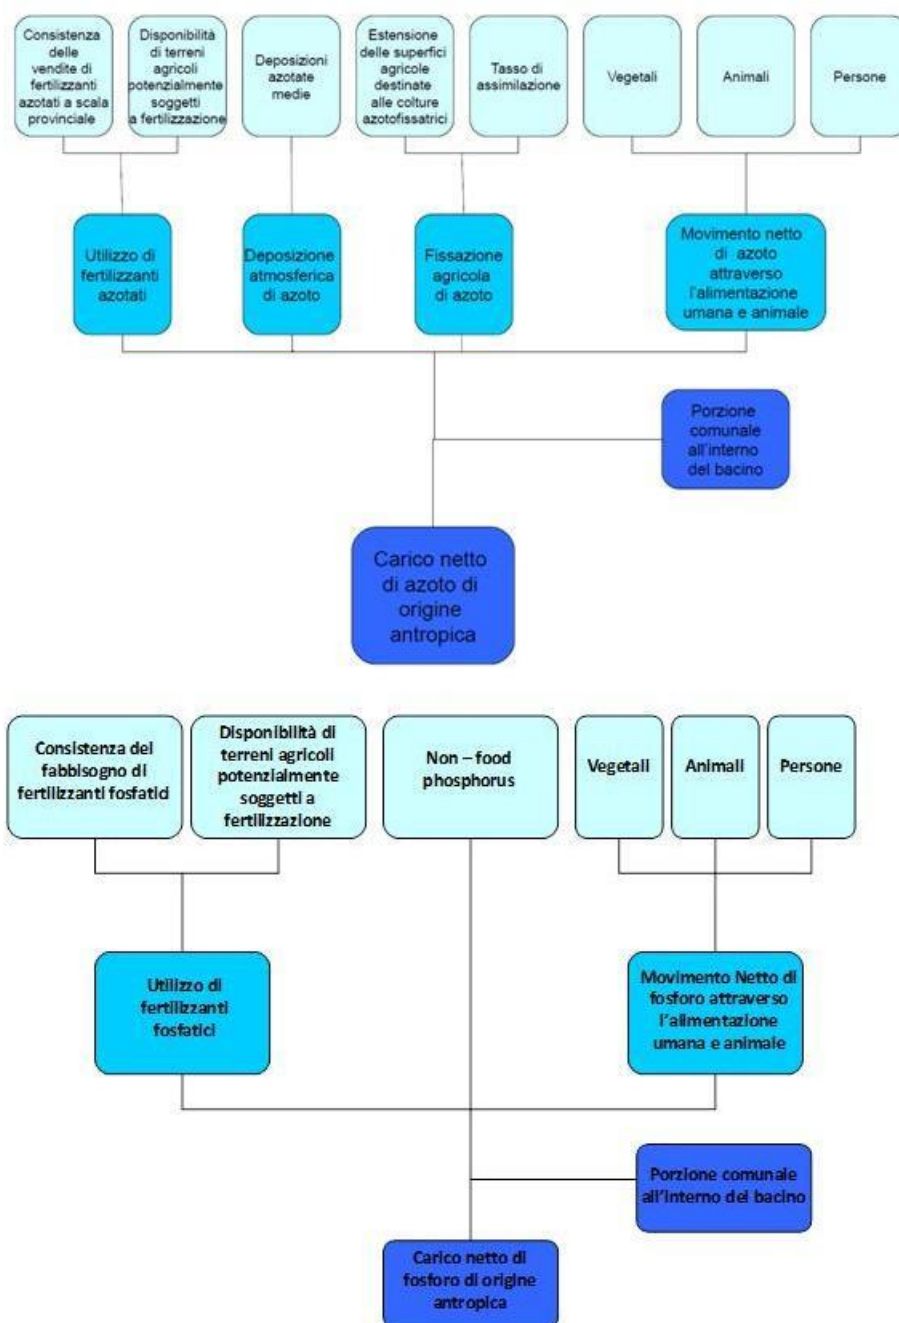 Consistenza
delle
vendite di
fertilizzanti
azotati a scala
provinciale
Disponibilità
di terreni
agricoli
potenzialmente
soggetti
a fertilizzazione
Deposizioni
azotate
medie
Estensione
delle superfici
agricole
destinate
alle colture
azotofissatrici
Tasso di
assimilazione
Vegetali
Animali
Persone
Utilizzo di
fertilizzanti
azotati
Deposizione
atmosferica
di azoto
Fissazione
agricola
di azoto
Movimento netto
di azoto
attraverso
l'alimentazione
umana e animale
Porzione
comunale
all'interno
del bacino
Carico netto
di azoto di
origine
antropica
Consistenza del
fabbisogno di
fertilizzanti fosfatici
Disponibilità di
terreni agricoli
potenzialmente
soggetti a
fertilizzazione
Non – food
phosphorus
Vegetali
Animali
Persone
Utilizzo di
fertilizzanti
fosfatici
Movimento Netto di
fosforo attraverso
l'alimentazione
umana e animale
Porzione comunale
all'interno del bacino
Carico netto di
fosforo di origine
antropica